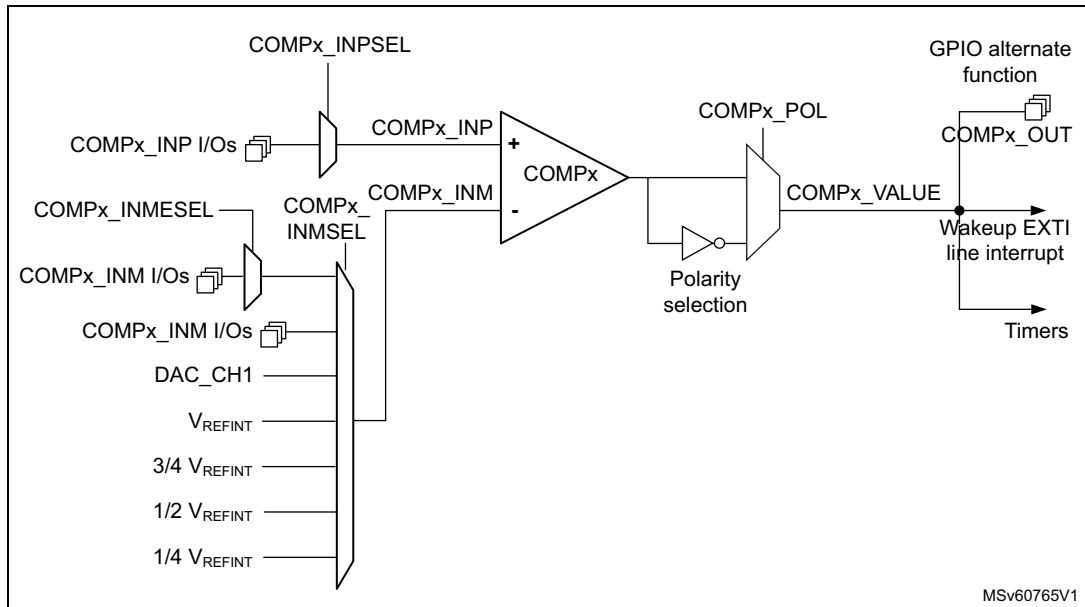 COMPx_INPSEL
GPIO alternate
function
COMPx_POL
COMPx_INP I/Os
COMPx_INP
+
COMPx_OUT
COMPx
COMPx_INMESEL
COMPx_
INMSEL
COMPx_INM
-
COMPx_VALUE
Wakeup EXTI
line interrupt
COMPx_INM I/Os
Polarity
selection
COMPx_INM I/Os
Timers
DAC_CH1
VREFINT
3/4 VREFINT
1/2 VREFINT
1/4 VREFINT
MSv60765V1